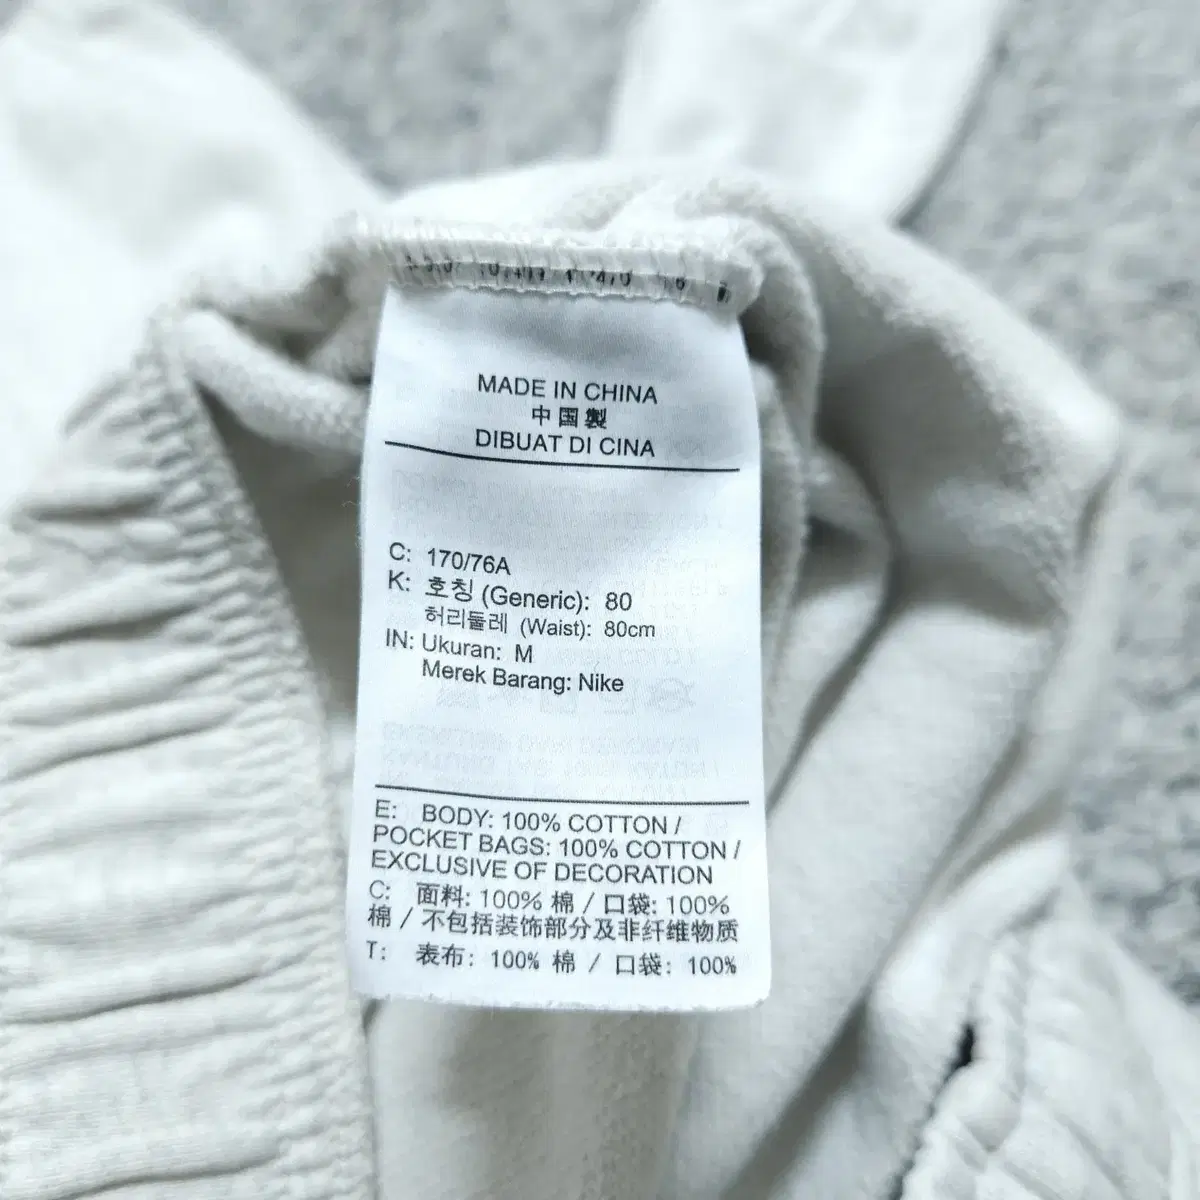 MADE IN CHINA
中国製
DIBUAT DI CINA
C: 170/76A
K: 호칭 (Generic): 80
허리둘레 (Waist): 80cm
IN: Ukuran: M
Merek Barang: Nike
E: BODY: 100% COTTON /
POCKET BAGS: 100% COTTON /
EXCLUSIVE OF DECORATION
C: 面料: 100% 棉 / 口袋: 100%
棉 / 不包括装饰部分及非纤维物质
T: 表布: 100% 棉 / 口袋: 100%